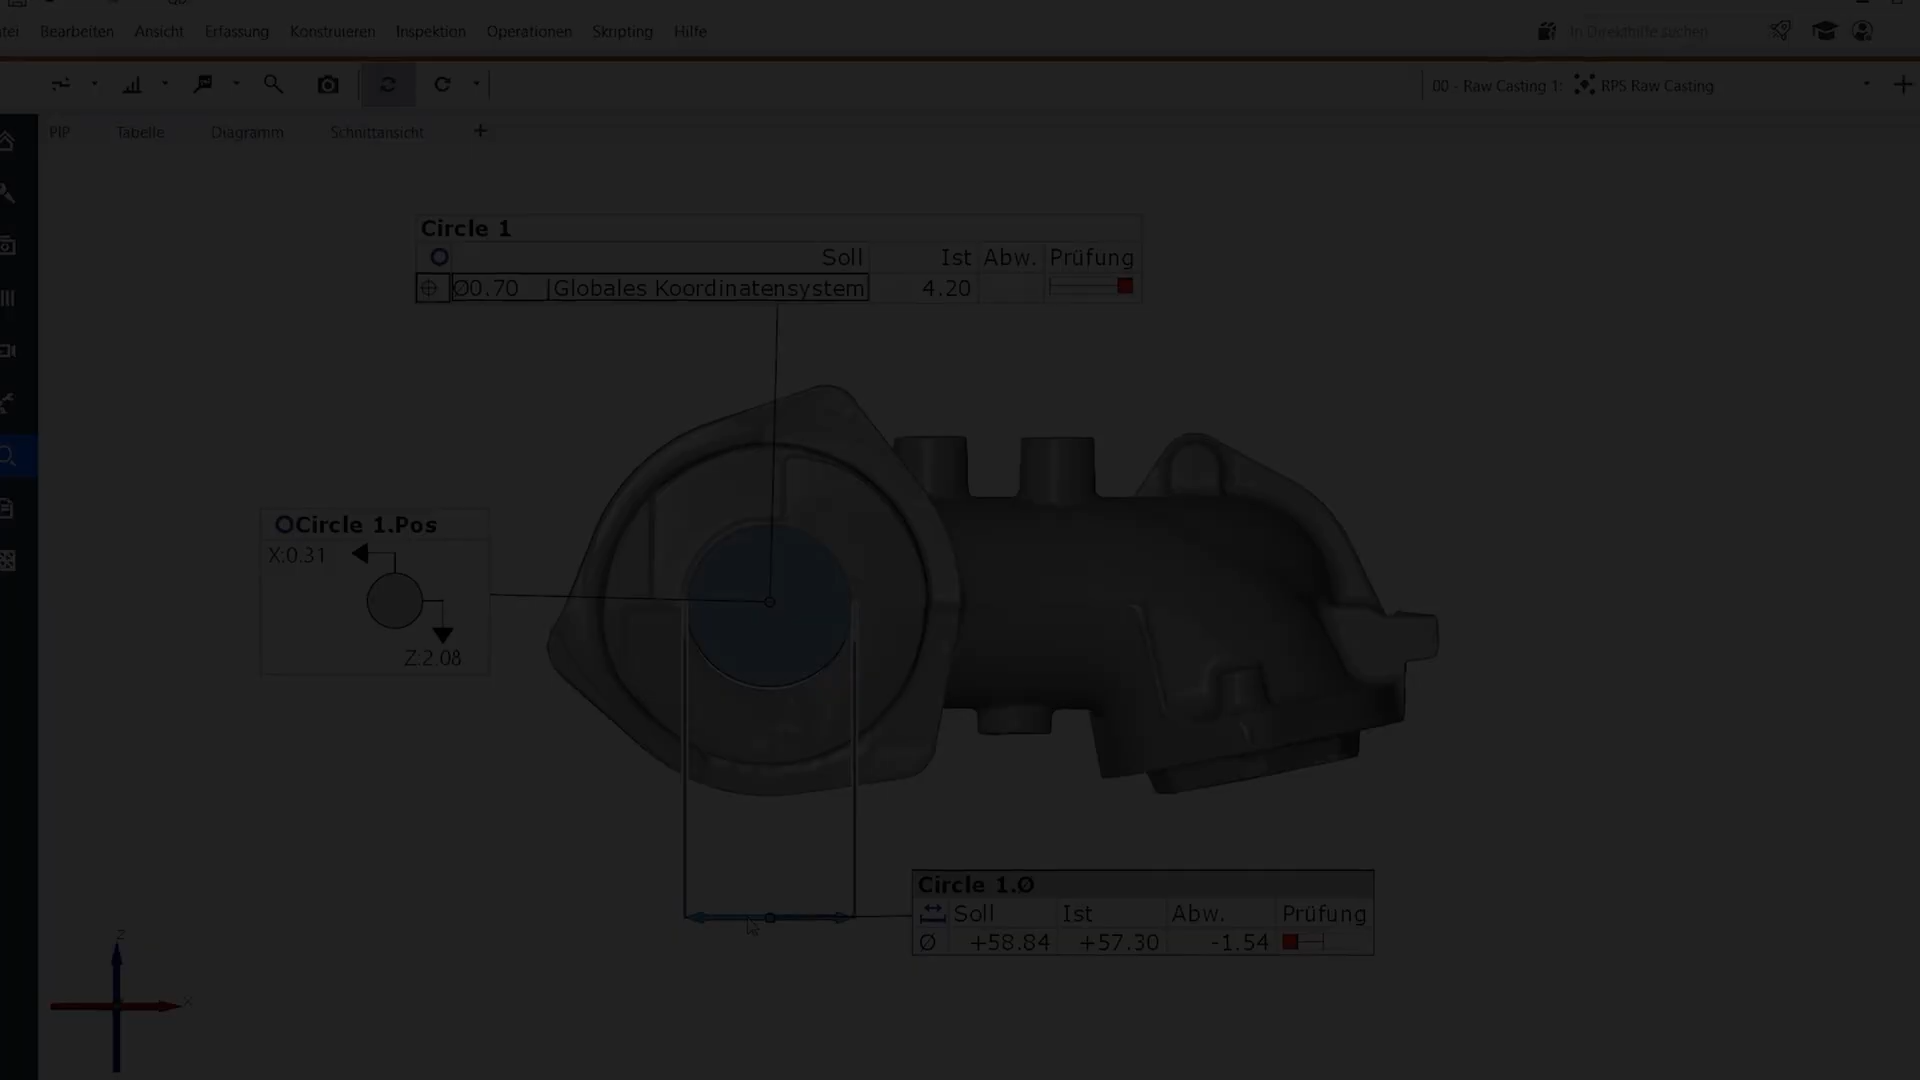 Bearbeiten Ansicht Erfassung Konstruieren Inspektion Operationen Skripting Hilfe
In Direkthilfe suchen
00 - Raw Casting 1: RPS Raw Casting
PIP Tabelle Diagramm Schnittansicht +
Circle 1
Soll Ist Abw. Prüfung
Ø0.70 |Globales Koordinatensystem 4.20
Circle 1.Pos
X:0.31
Z:2.08
Circle 1.Ø
Soll Ist Abw. Prüfung
Ø +58.84 +57.30 -1.54
Z
X